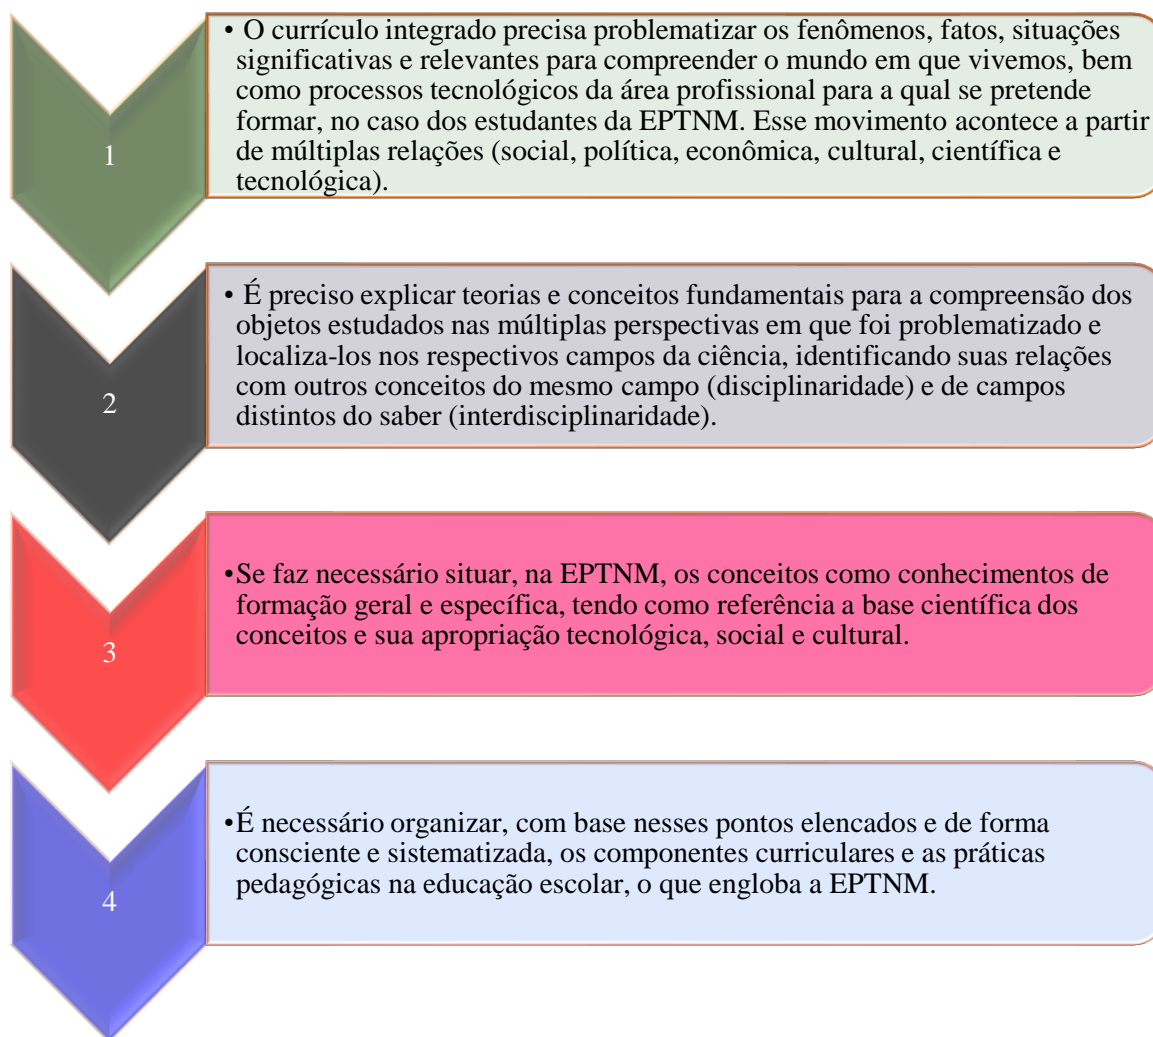 1
• O currículo integrado precisa problematizar os fenômenos, fatos, situações
significativas e relevantes para compreender o mundo em que vivemos, bem
como processos tecnológicos da área profissional para a qual se pretende
formar, no caso dos estudantes da EPTNM. Esse movimento acontece a partir
de múltiplas relações (social, política, econômica, cultural, científica e
tecnológica).
2
• É preciso explicar teorias e conceitos fundamentais para a compreensão dos
objetos estudados nas múltiplas perspectivas em que foi problematizado e
localiza-los nos respectivos campos da ciência, identificando suas relações
com outros conceitos do mesmo campo (disciplinaridade) e de campos
distintos do saber (interdisciplinaridade).
3
•Se faz necessário situar, na EPTNM, os conceitos como conhecimentos de
formação geral e específica, tendo como referência a base científica dos
conceitos e sua apropriação tecnológica, social e cultural.
4
•É necessário organizar, com base nesses pontos elencados e de forma
consciente e sistematizada, os componentes curriculares e as práticas
pedagógicas na educação escolar, o que engloba a EPTNM.